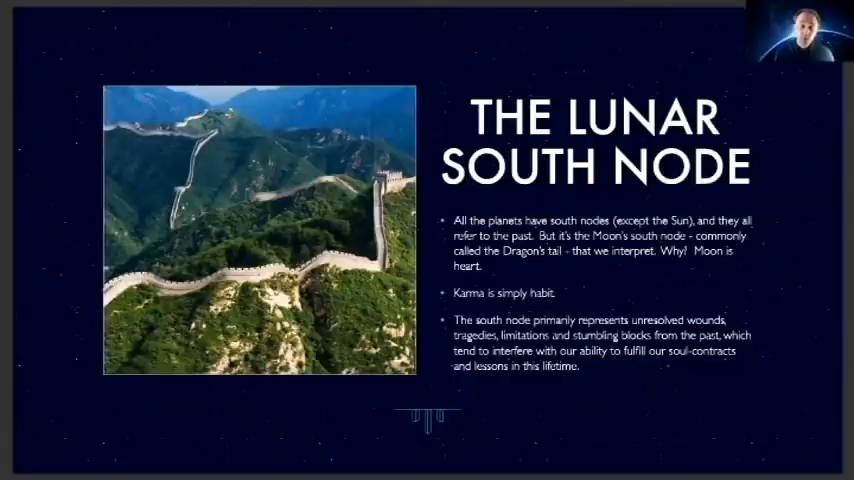 THE LUNAR
SOUTH NODE
• All the planets have south nodes (except the Sun), and they all
refer to the past. But it's the Moon's south node - commonly
called the Dragon's tail - that we interpret. Why? Moon is
heart.
• Karma is simply habit.
• The south node primarily represents unresolved wounds,
tragedies, limitations and stumbling blocks from the past, which
tend to interfere with our ability to fulfill our soul-contracts
and lessons in this lifetime.